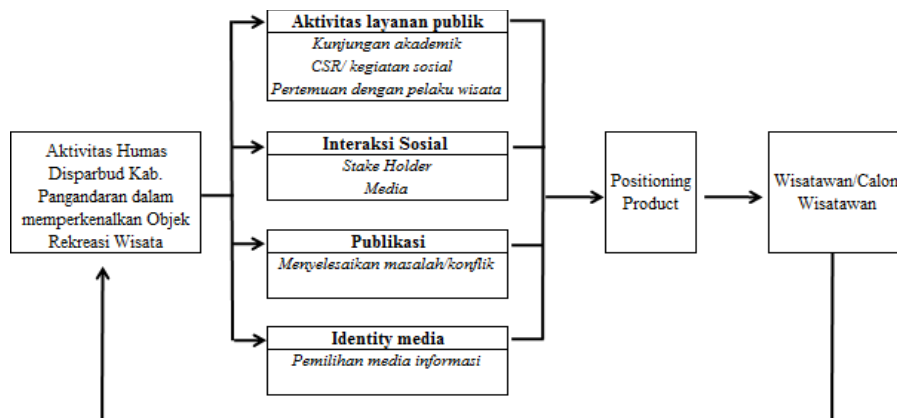 Aktivitas Humas
Disparbud Kab.
Pangandaran dalam
memperkenalkan Objek
Rekreasi Wisata
Aktivitas layanan publik
Kunjungan akademik
CSR/ kegiatan sosial
Pertemuan dengan pelaku wisata
Interaksi Sosial
Stake Holder
Media
Publikasi
Menyelesaikan masalah/konflik
Identity media
Pemilihan media informasi
Positioning
Product
Wisatawan/Calon
Wisatawan